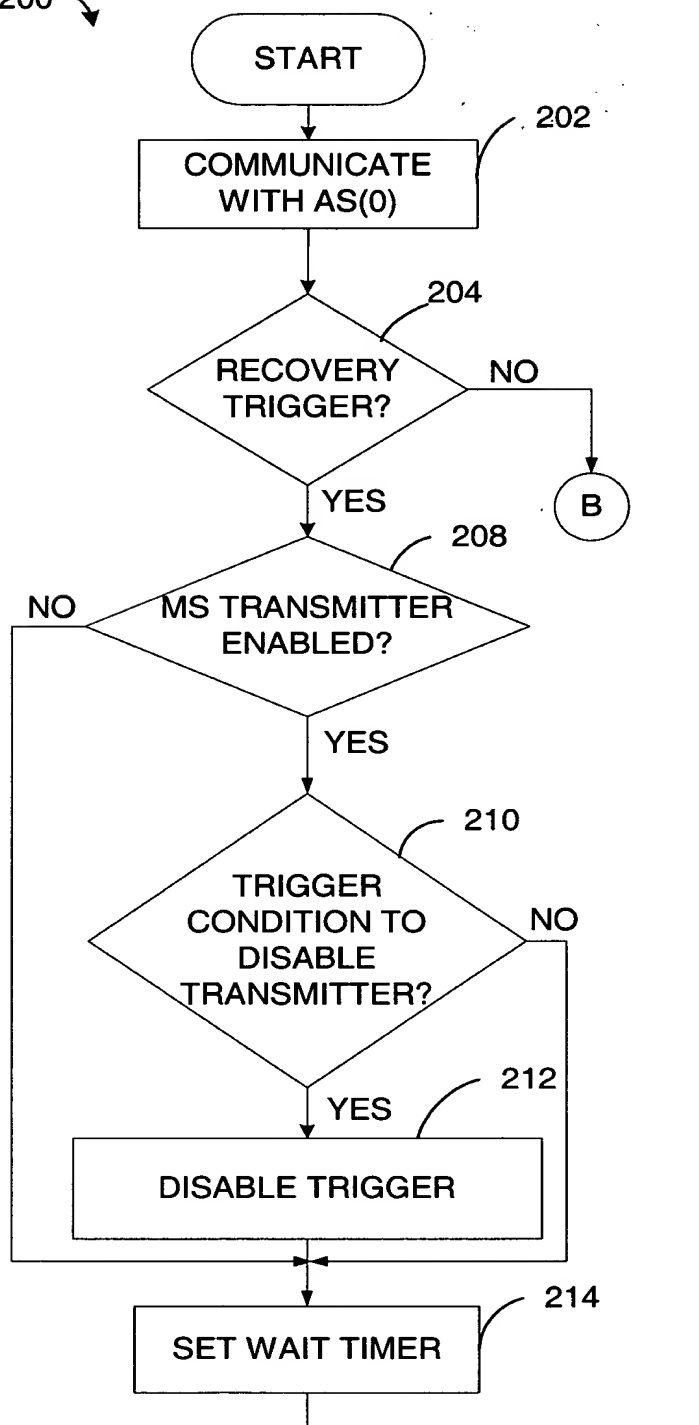 START
202
COMMUNICATE
WITH AS(0)
204
RECOVERY
TRIGGER?
NO
B
YES
208
NO
MS TRANSMITTER
ENABLED?
YES
210
TRIGGER
CONDITION TO
DISABLE
TRANSMITTER?
NO
212
YES
DISABLE TRIGGER
214
SET WAIT TIMER